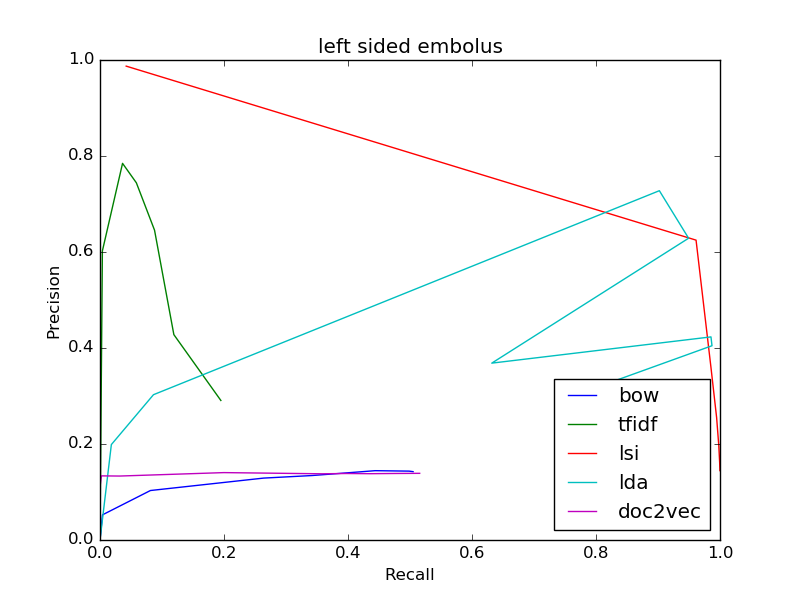 left sided embolus
1.0
0.8
0.6
0.4
0.2
0.0
Precision
0.0 0.2 0.4 0.6 0.8 1.0
Recall
bow
tfidf
lsi
lda
doc2vec